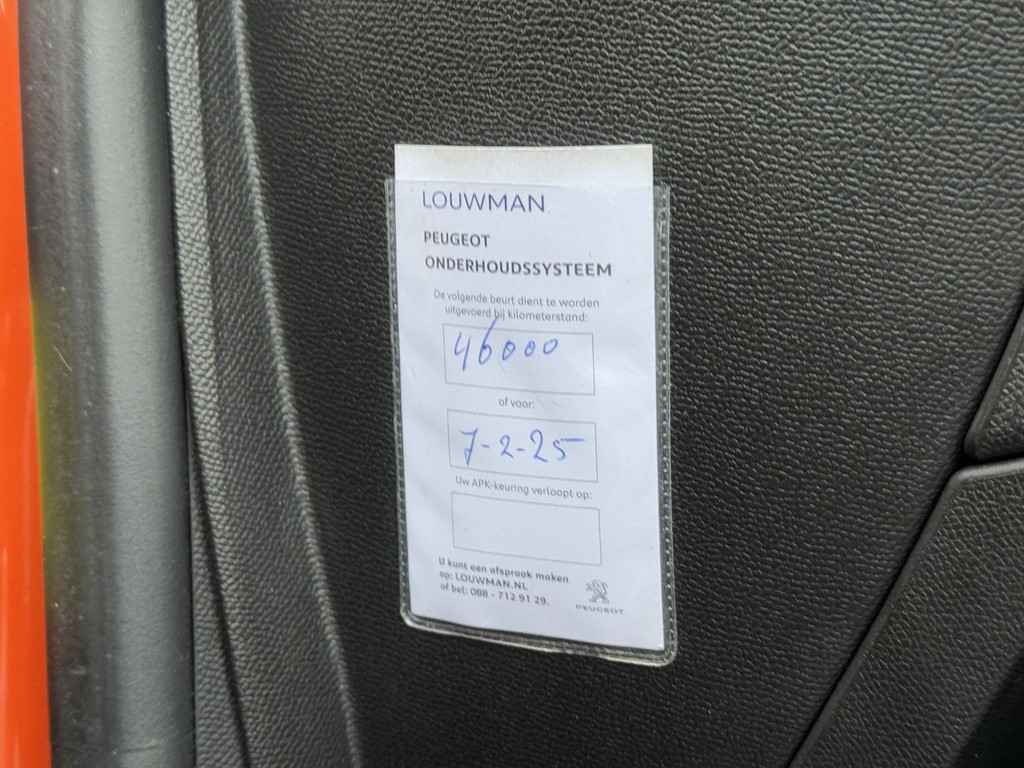 LOUWMAN
PEUGEOT
ONDERHOUDSSYSTEEM
De volgende beurt dient te worden
uitgevoerd bij kilometerstand:
46000
of voor:
7-2-25
Uw APK-keuring verloopt op:
U kunt een afspraak maken
op: LOUWMAN.NL
of bel: 088 - 712 91 29.
PEUGEOT